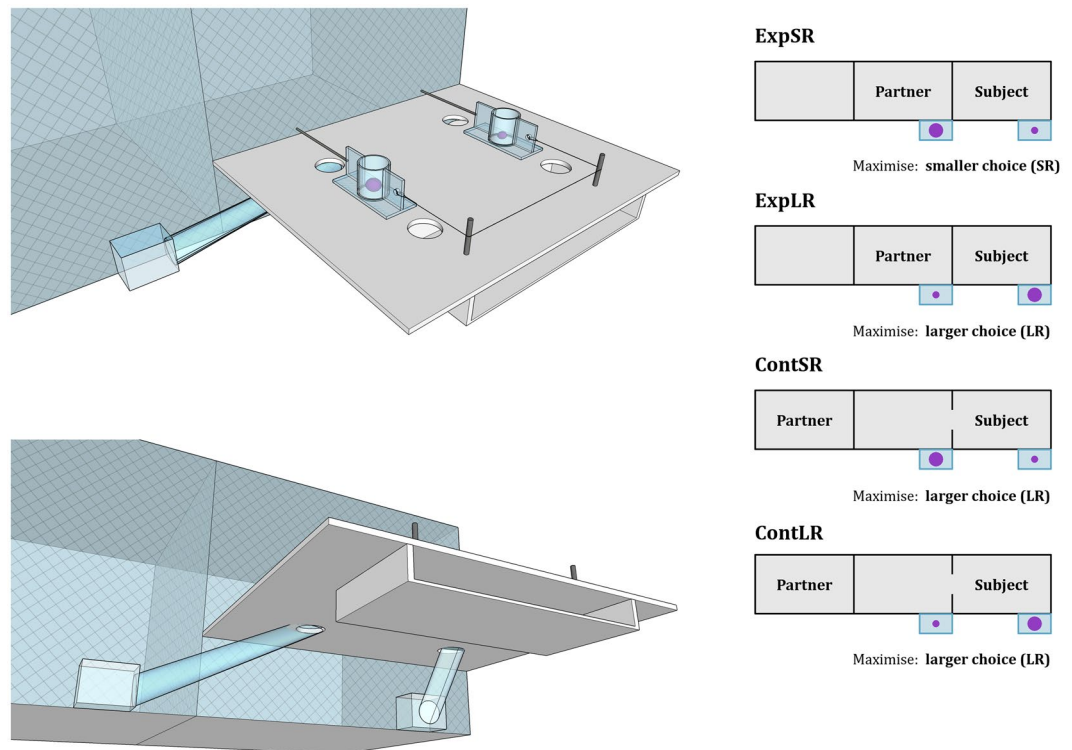 ExpSR
Partner Subject
Maximise: smaller choice (SR)
ExpLR
Partner Subject
Maximise: larger choice (LR)
ContSR
Partner Subject
Maximise: larger choice (LR)
ContLR
Partner Subject
Maximise: larger choice (LR)